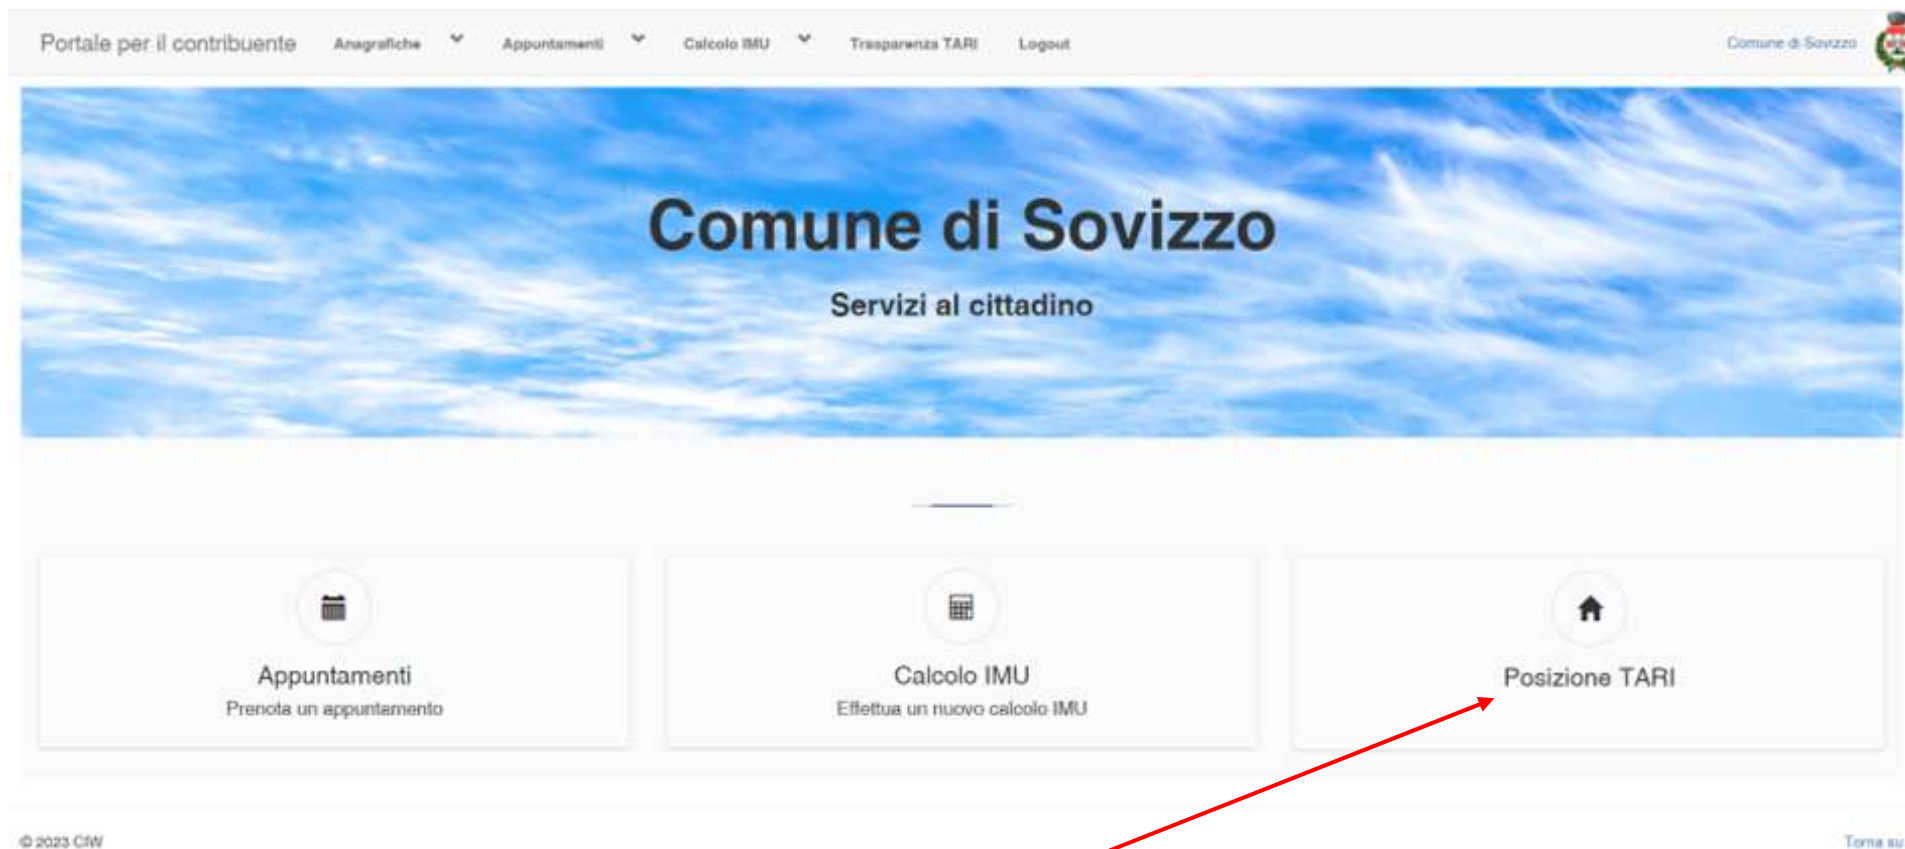 Portale per il contribuente Anagrafiche Appuntamenti Calcolo IMU Trasparenza TARI Logout Comune di Sovizzo
Comune di Sovizzo
Servizi al cittadino
Appuntamenti
Prenota un appuntamento
Calcolo IMU
Effettua un nuovo calcolo IMU
Posizione TARI
© 2023 CIW
Torna su